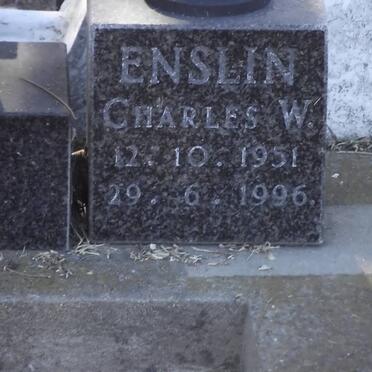 ENSLIN
CHARLES W.
12. 10. 1951
29. 6. 1996.